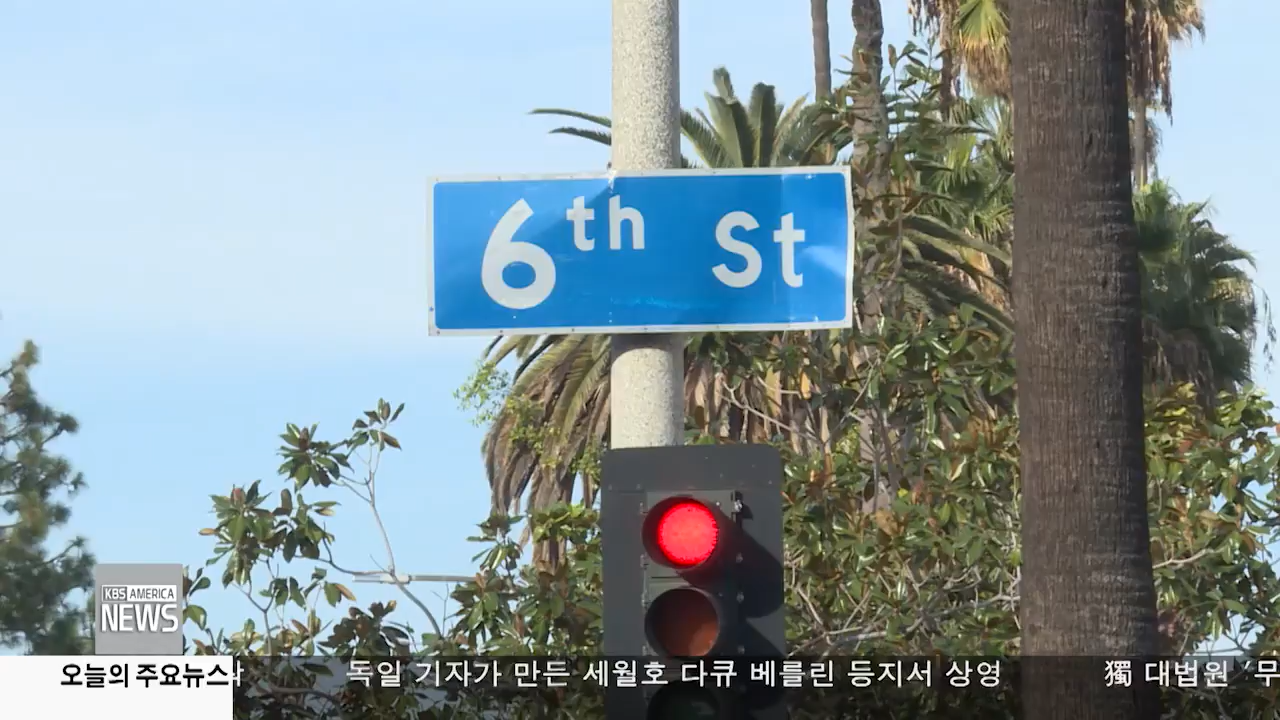 6th St
KBS AMERICA
NEWS
오늘의 주요뉴스
독일 기자가 만든 세월호 다큐 베를린 등지서 상영
獨 대법원